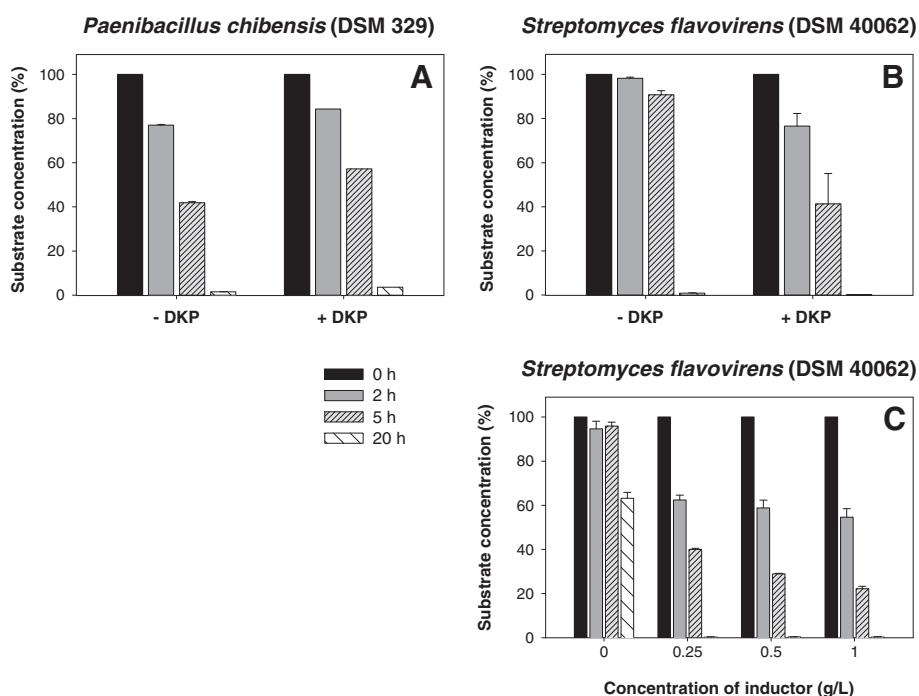 Paenibacillus chibensis (DSM 329)
Streptomyces flavovirens (DSM 40062)
A
Substrate concentration (%)
100
80
60
40
20
0
- DKP
+ DKP
B
Substrate concentration (%)
100
80
60
40
20
0
- DKP
+ DKP
0 h
2 h
5 h
20 h
Streptomyces flavovirens (DSM 40062)
C
Substrate concentration (%)
100
80
60
40
20
0
0
0.25
0.5
1
Concentration of inductor (g/L)